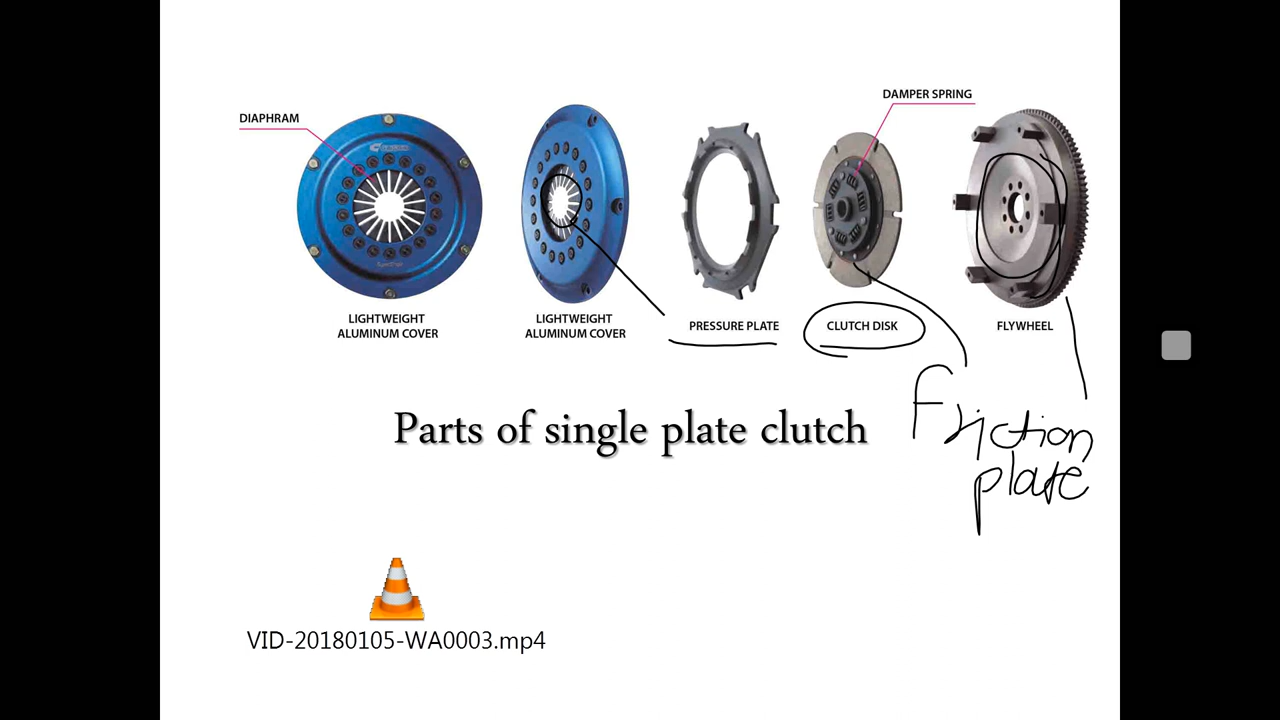 DAMPER SPRING
DIAPHRAM
LIGHTWEIGHT
ALUMINUM COVER
LIGHTWEIGHT
ALUMINUM COVER
PRESSURE PLATE
CLUTCH DISK
FLYWHEEL
Parts of single plate clutch
Friction
plate
VID-20180105-WA0003.mp4